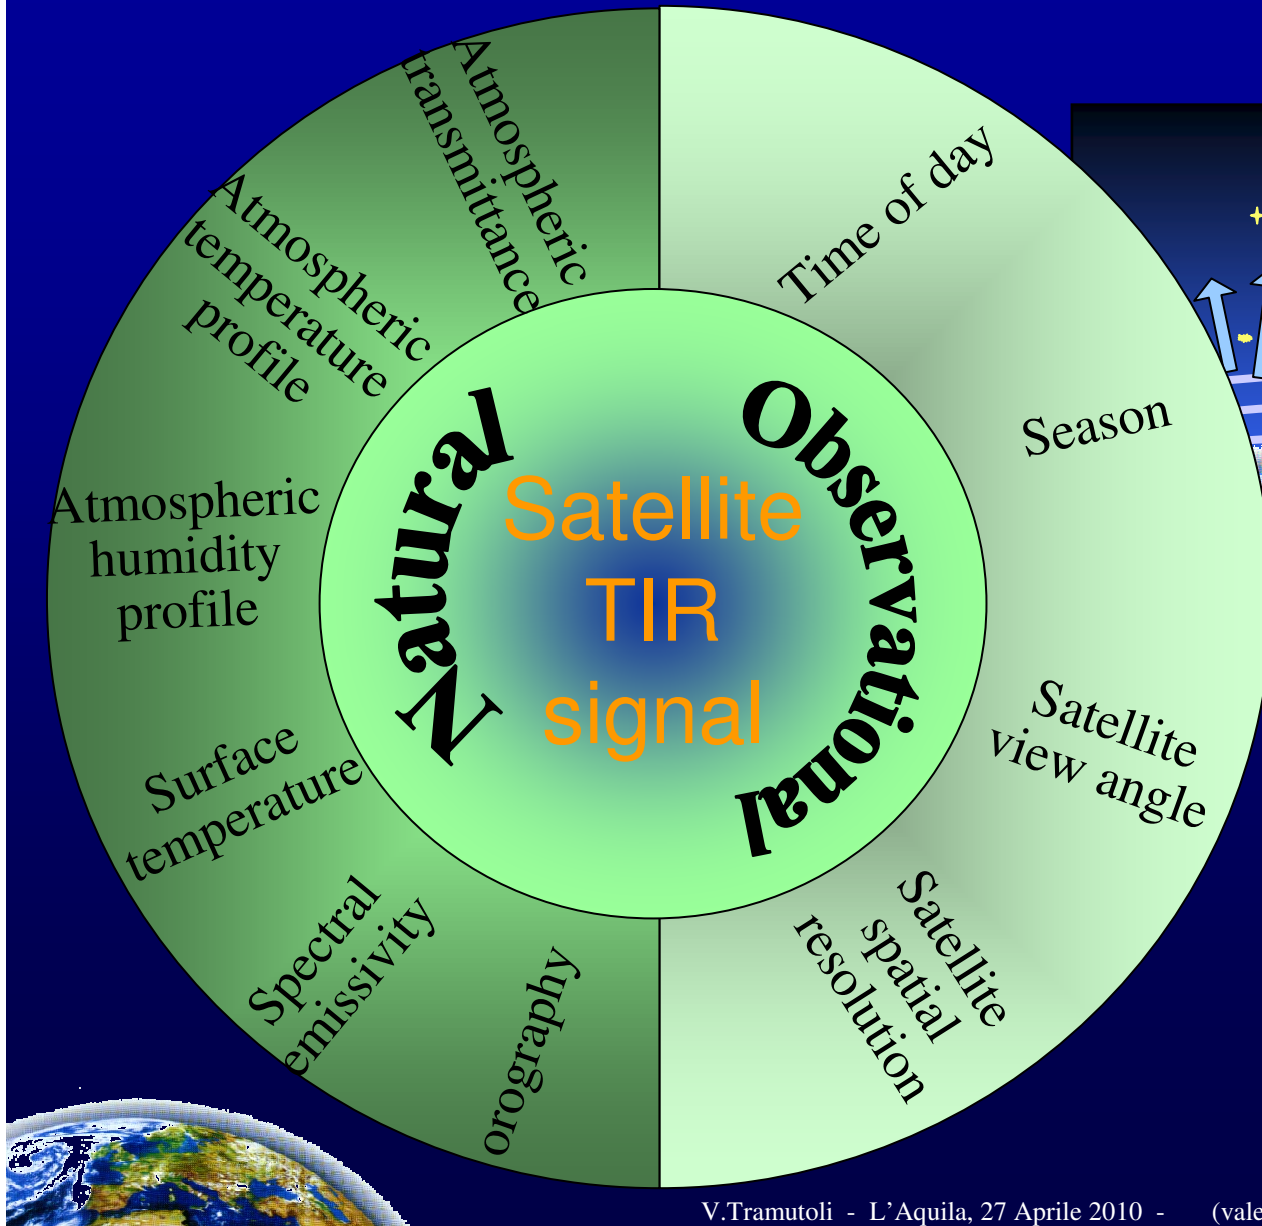 Atmospheric
transmittance
Atmospheric
temperature
profile
Atmospheric
humidity
profile
Surface
temperature
Spectral
emissivity
orography
Natural
Satellite
TIR
signal
Observational
Time of day
Season
Satellite
view angle
Satellite
spatial
resolution
V.Tramutoli - L'Aquila, 27 Aprile 2010 - (vale